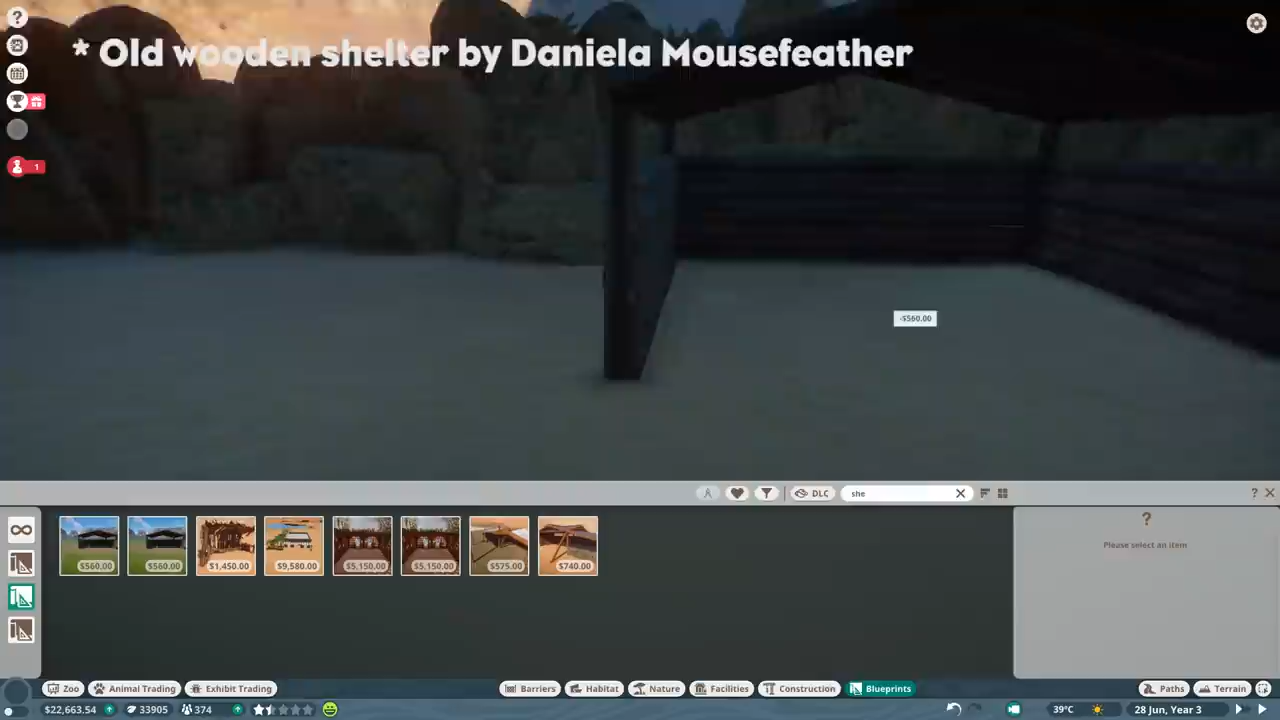 * Old wooden shelter by Daniela Mousefeather
1
-$560.00
DLC
she
Please select an item
$560.00
$560.00
$1,450.00
$9,580.00
$5,150.00
$5,150.00
$575.00
$740.00
Zoo
Animal Trading
Exhibit Trading
Barriers
Habitat
Nature
Facilities
Construction
Blueprints
Paths
Terrain
$22,663.54
33905
374
39°C
28 Jun, Year 3